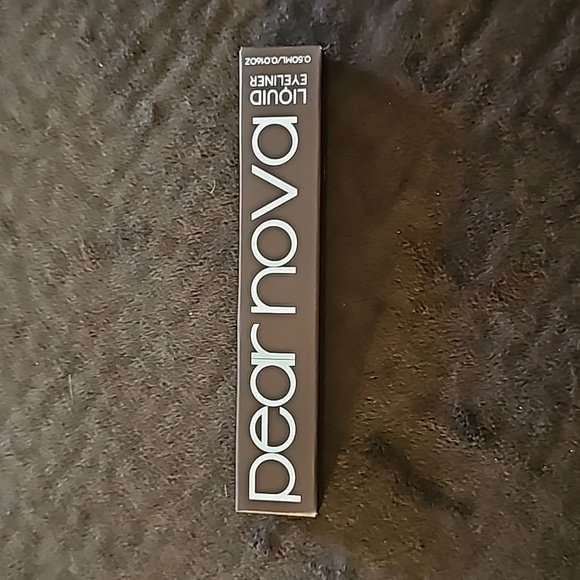 pear nova
LIQUID
EYELINER
0.50ML/0.016OZ